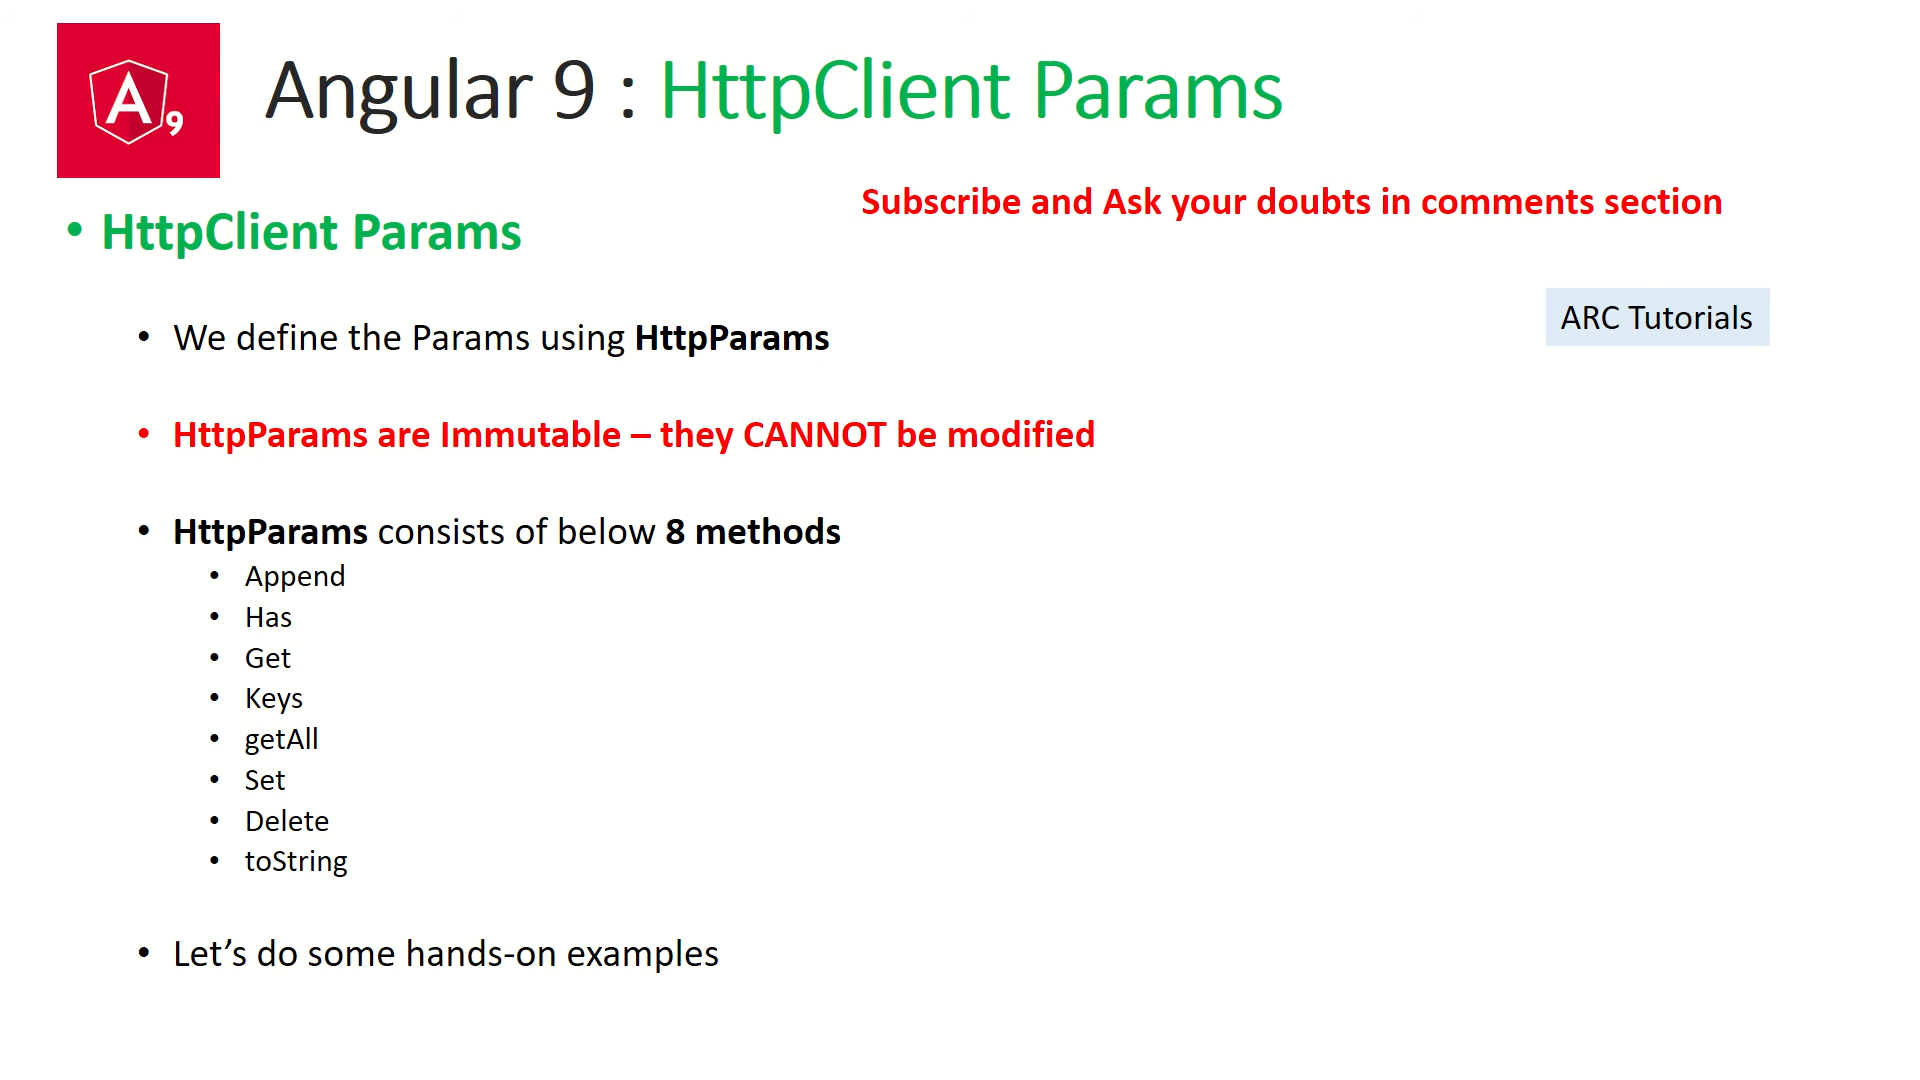 A9
Angular 9 : HttpClient Params
Subscribe and Ask your doubts in comments section
• HttpClient Params
ARC Tutorials
• We define the Params using HttpParams
• HttpParams are Immutable – they CANNOT be modified
• HttpParams consists of below 8 methods
• Append
• Has
• Get
• Keys
• getAll
• Set
• Delete
• toString
• Let’s do some hands-on examples